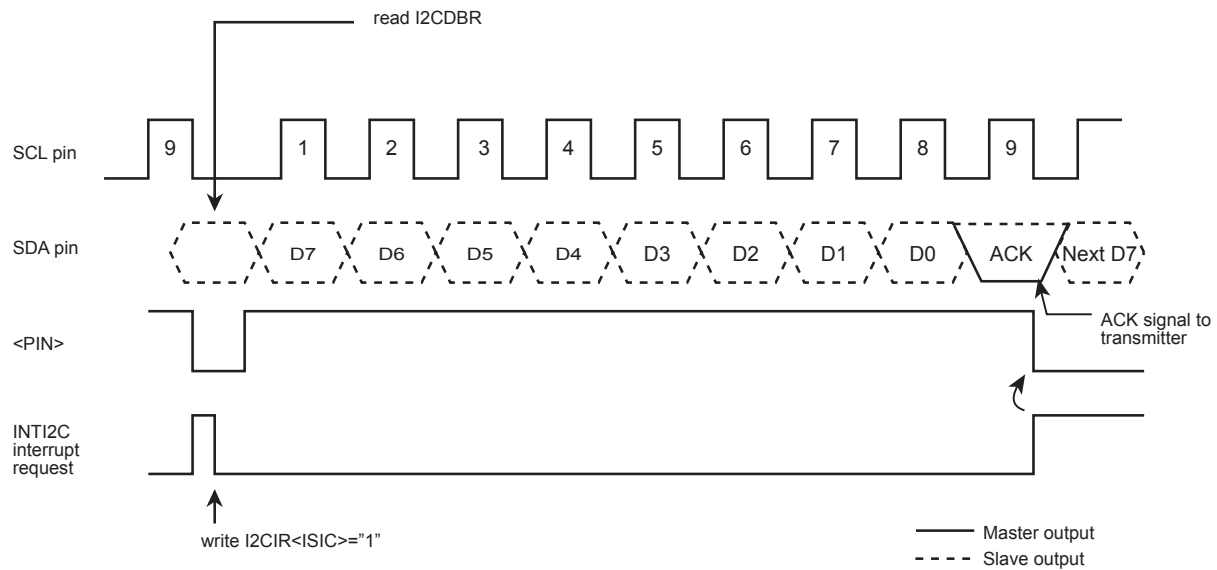 read I2CDBR
SCL pin
9 1 2 3 4 5 6 7 8 9
SDA pin
D7 D6 D5 D4 D3 D2 D1 D0 ACK Next D7
<PIN>
ACK signal to
transmitter
INTI2C
interrupt
request
write I2CIR<ISIC>=”1”
Master output
Slave output